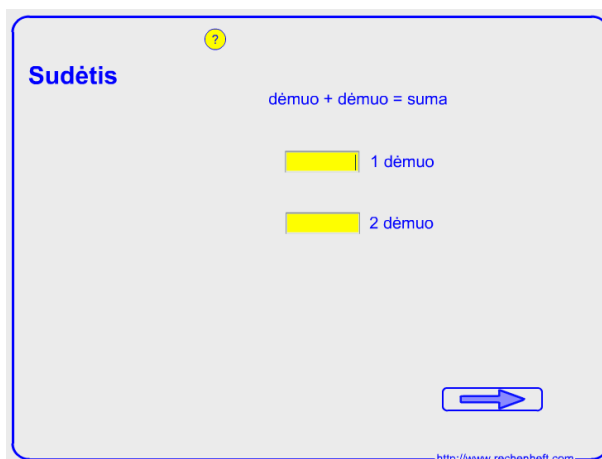 ?
Sudėtis
dėmuo + dėmuo = suma
1 dėmuo
2 dėmuo
http://www.rechenheft.com